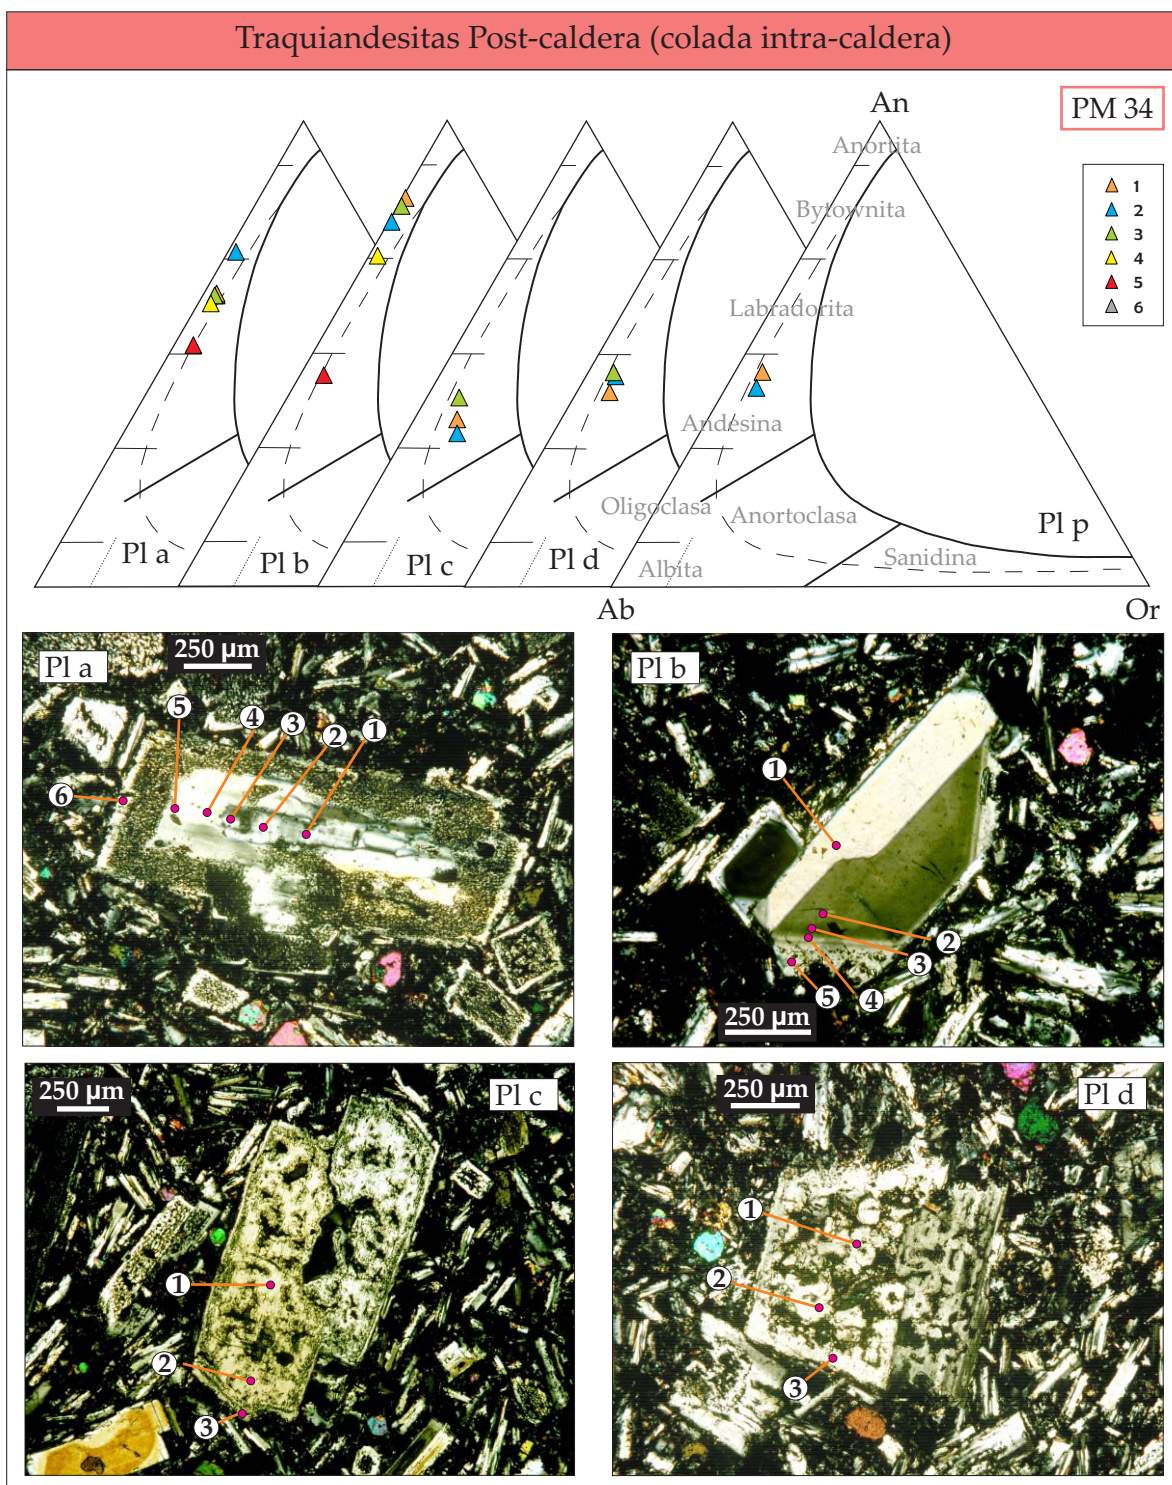 Traquiandesitas Post-caldera (colada intra-caldera)
An
PM 34
Anortita
Bytownita
Labradorita
Andesina
Oligoclasa
Anortoclasa
Albita
Sanidina
1
2
3
4
5
6
Pl a
Pl b
Pl c
Pl d
Pl p
Ab
Or
Pl a
250 µm
5
4
3
2
1
6
Pl b
1
2
3
5
4
250 µm
250 µm
Pl c
1
2
3
250 µm
Pl d
1
2
3